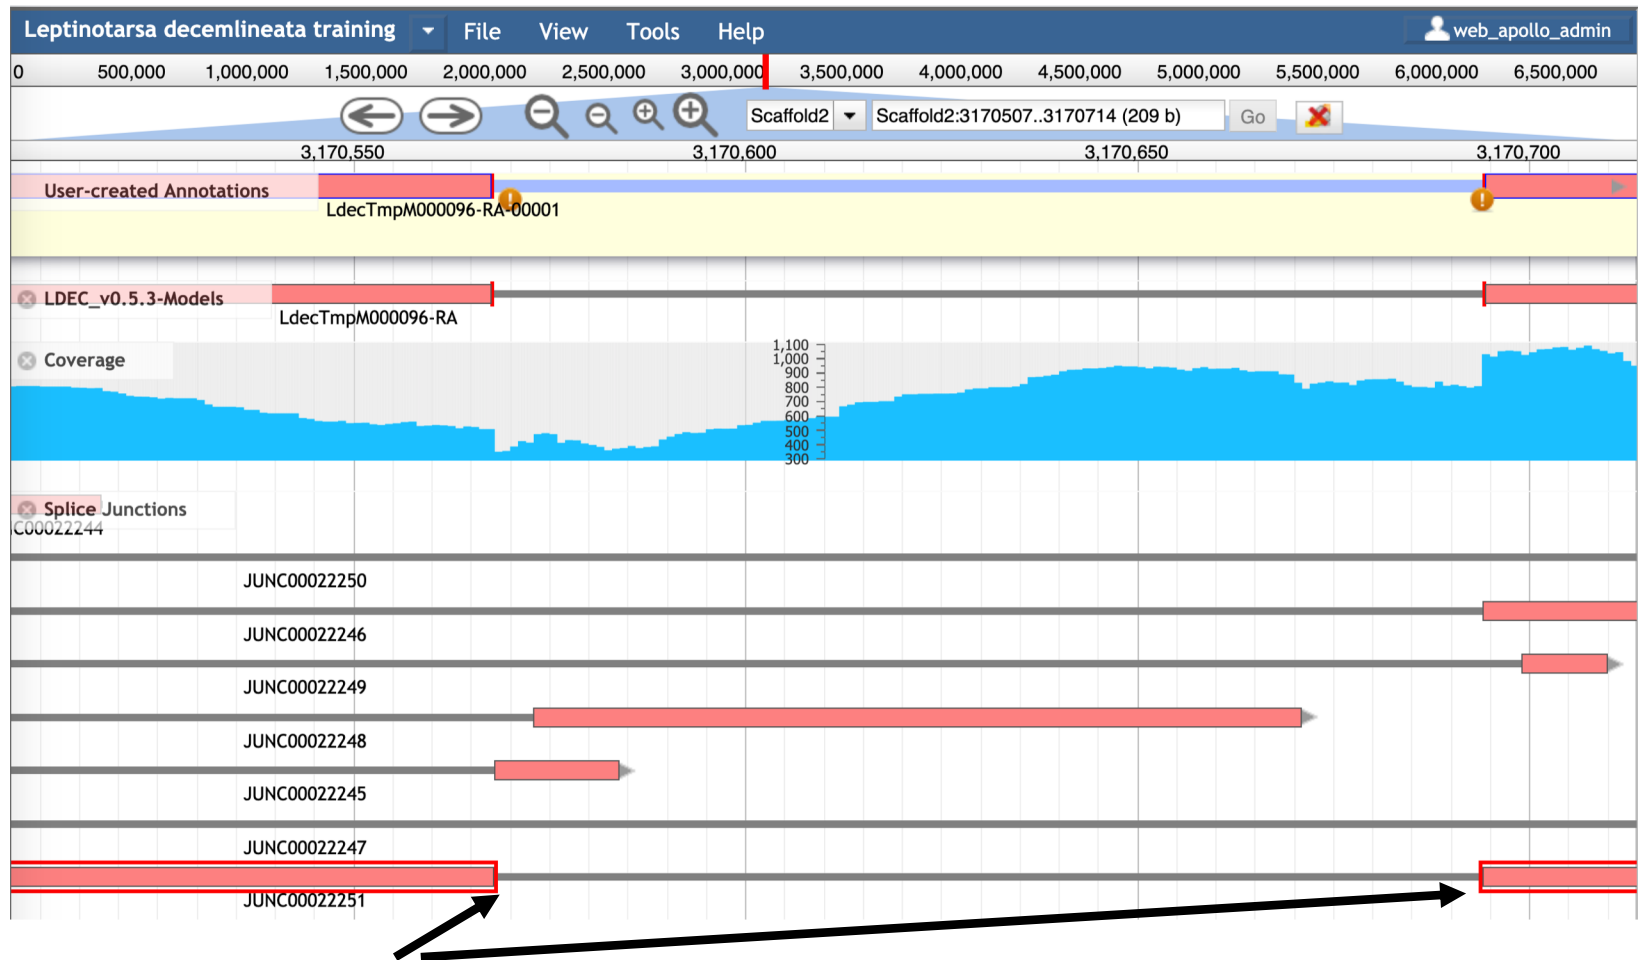 Leptinotarsa decemlineata training File View Tools Help web_apollo_admin
0 500,000 1,000,000 1,500,000 2,000,000 2,500,000 3,000,000 3,500,000 4,000,000 4,500,000 5,000,000 5,500,000 6,000,000 6,500,000
Scaffold2 Scaffold2:3170507..3170714 (209 b) Go
3,170,550 3,170,600 3,170,650 3,170,700
User-created Annotations
LdecTmpM000096-RA-00001
LDEC_v0.5.3-Models
LdecTmpM000096-RA
Coverage
1,100
1,000
900
800
700
600
500
400
300
Splice Junctions
C00022244
JUNC00022250
JUNC00022246
JUNC00022249
JUNC00022248
JUNC00022245
JUNC00022247
JUNC00022251